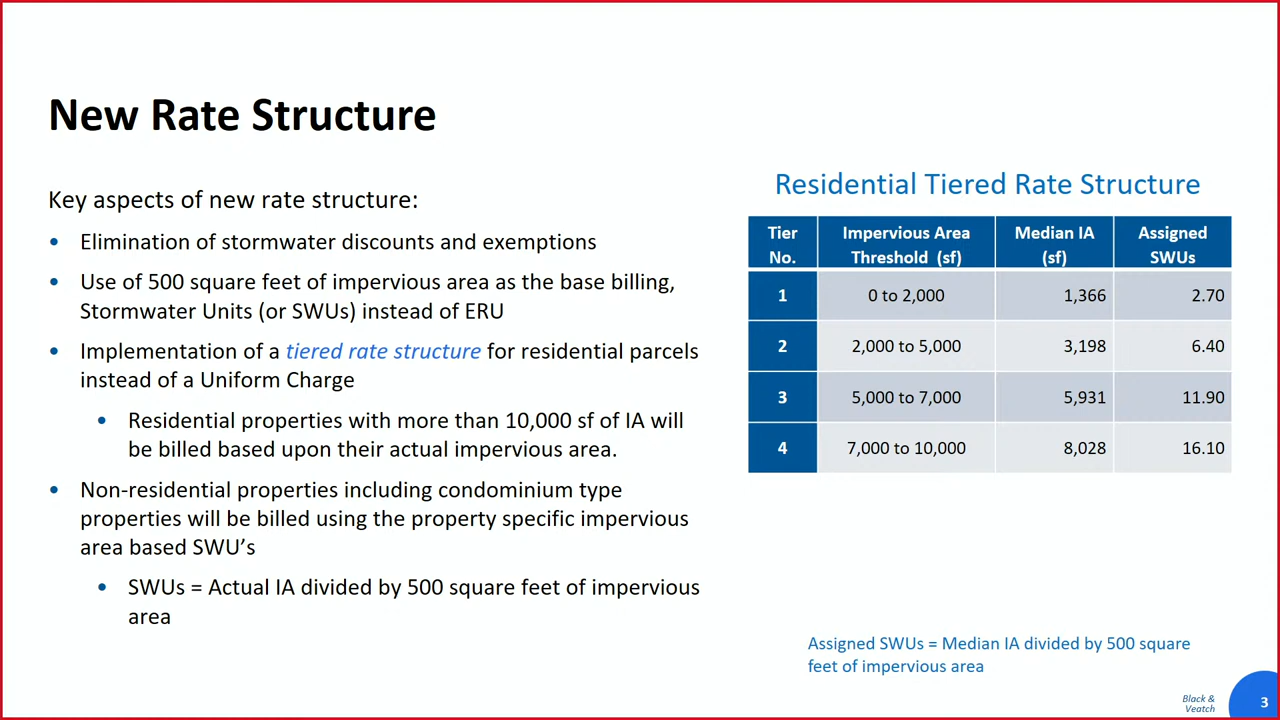 New Rate Structure
Key aspects of new rate structure:
• Elimination of stormwater discounts and exemptions
• Use of 500 square feet of impervious area as the base billing,
Stormwater Units (or SWUs) instead of ERU
• Implementation of a tiered rate structure for residential parcels
instead of a Uniform Charge
• Residential properties with more than 10,000 sf of IA will
be billed based upon their actual impervious area.
• Non-residential properties including condominium type
properties will be billed using the property specific impervious
area based SWU’s
• SWUs = Actual IA divided by 500 square feet of impervious
area
Residential Tiered Rate Structure
Tier No. Impervious Area Threshold (sf) Median IA (sf) Assigned SWUs
1 0 to 2,000 1,366 2.70
2 2,000 to 5,000 3,198 6.40
3 5,000 to 7,000 5,931 11.90
4 7,000 to 10,000 8,028 16.10
Assigned SWUs = Median IA divided by 500 square
feet of impervious area
Black &
Veatch
3